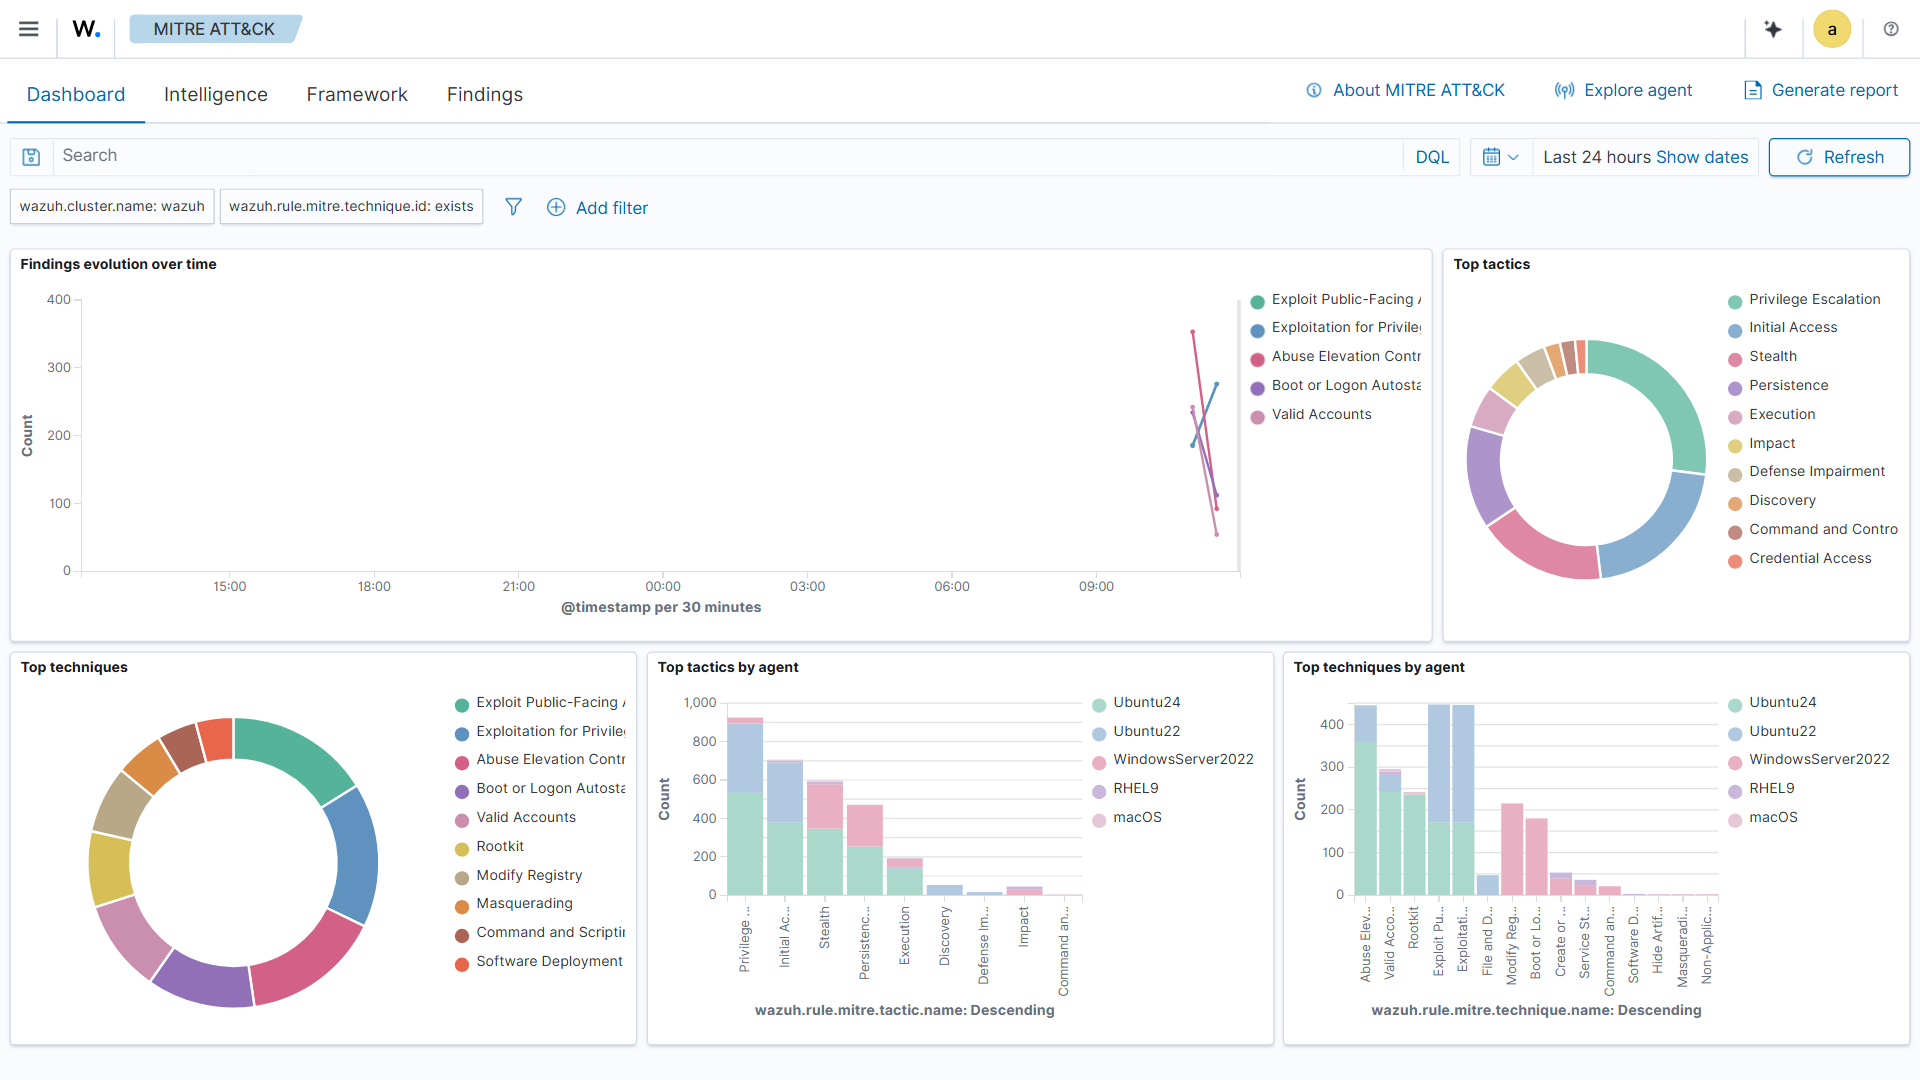 W.
MITRE ATT&CK
a
Dashboard
Intelligence
Framework
Findings
About MITRE ATT&CK
Explore agent
Generate report
Search
DQL
Last 24 hours Show dates
Refresh
wazuh.cluster.name: wazuh
wazuh.rule.mitre.technique.id: exists
Add filter
Findings evolution over time
400
300
200
100
0
Count
15:00
18:00
21:00
00:00
03:00
06:00
09:00
@timestamp per 30 minutes
Exploit Public-Facing
Exploitation for Privile
Abuse Elevation Contr
Boot or Logon Autosta
Valid Accounts
Top tactics
Privilege Escalation
Initial Access
Stealth
Persistence
Execution
Impact
Defense Impairment
Discovery
Command and Contro
Credential Access
Top techniques
Exploit Public-Facing
Exploitation for Privile
Abuse Elevation Contr
Boot or Logon Autosta
Valid Accounts
Rootkit
Modify Registry
Masquerading
Command and Scriptin
Software Deployment
Top tactics by agent
1,000
800
600
400
200
0
Count
Privilege ...
Initial Ac...
Stealth
Persistenc...
Execution
Discovery
Defense Im...
Impact
Command an...
wazuh.rule.mitre.tactic.name: Descending
Ubuntu24
Ubuntu22
WindowsServer2022
RHEL9
macOS
Top techniques by agent
400
300
200
100
0
Count
Abuse Elev...
Valid Acco...
Rootkit
Exploit Pu...
Exploitati...
File and D...
Modify Reg...
Boot or Lo...
Create or ...
Service St...
Command an...
Software D...
Hide Artif...
Masqueradi...
Non-Applic...
wazuh.rule.mitre.technique.name: Descending
Ubuntu24
Ubuntu22
WindowsServer2022
RHEL9
macOS